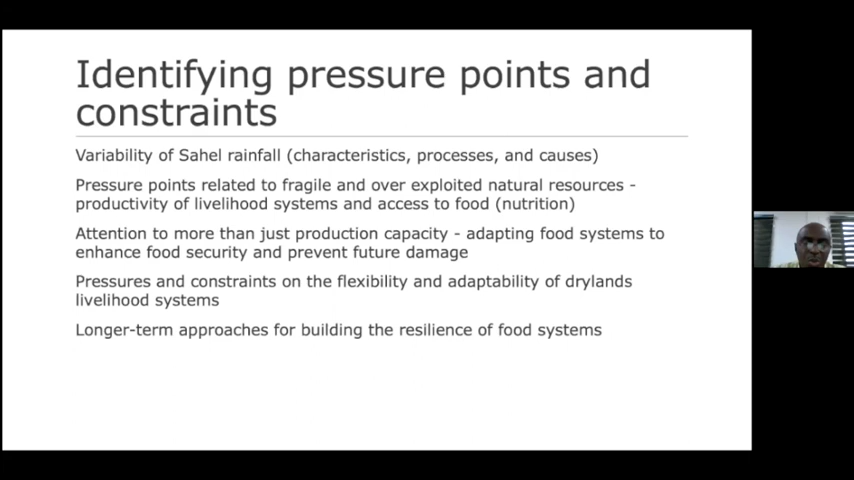 Identifying pressure points and
constraints
Variability of Sahel rainfall (characteristics, processes, and causes)
Pressure points related to fragile and over exploited natural resources -
productivity of livelihood systems and access to food (nutrition)
Attention to more than just production capacity - adapting food systems to
enhance food security and prevent future damage
Pressures and constraints on the flexibility and adaptability of drylands
livelihood systems
Longer-term approaches for building the resilience of food systems